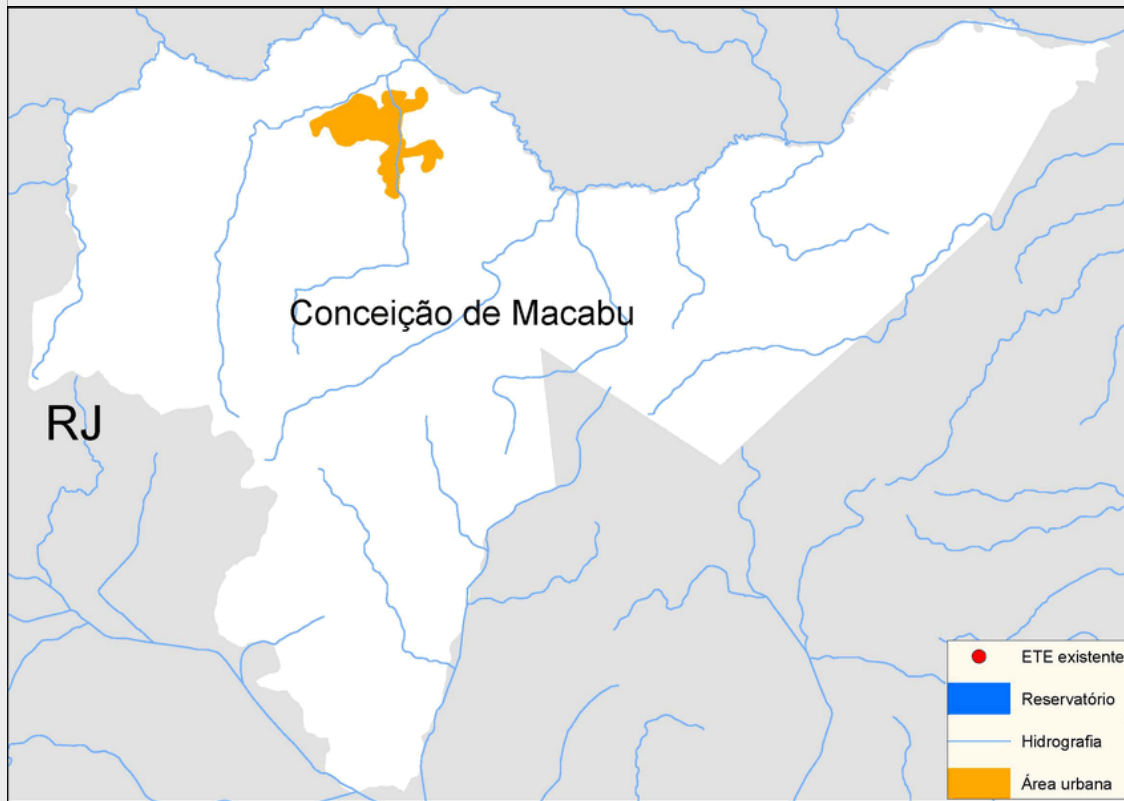 Conceição de Macabu
RJ
ETE existente
Reservatório
Hidrografia
Área urbana